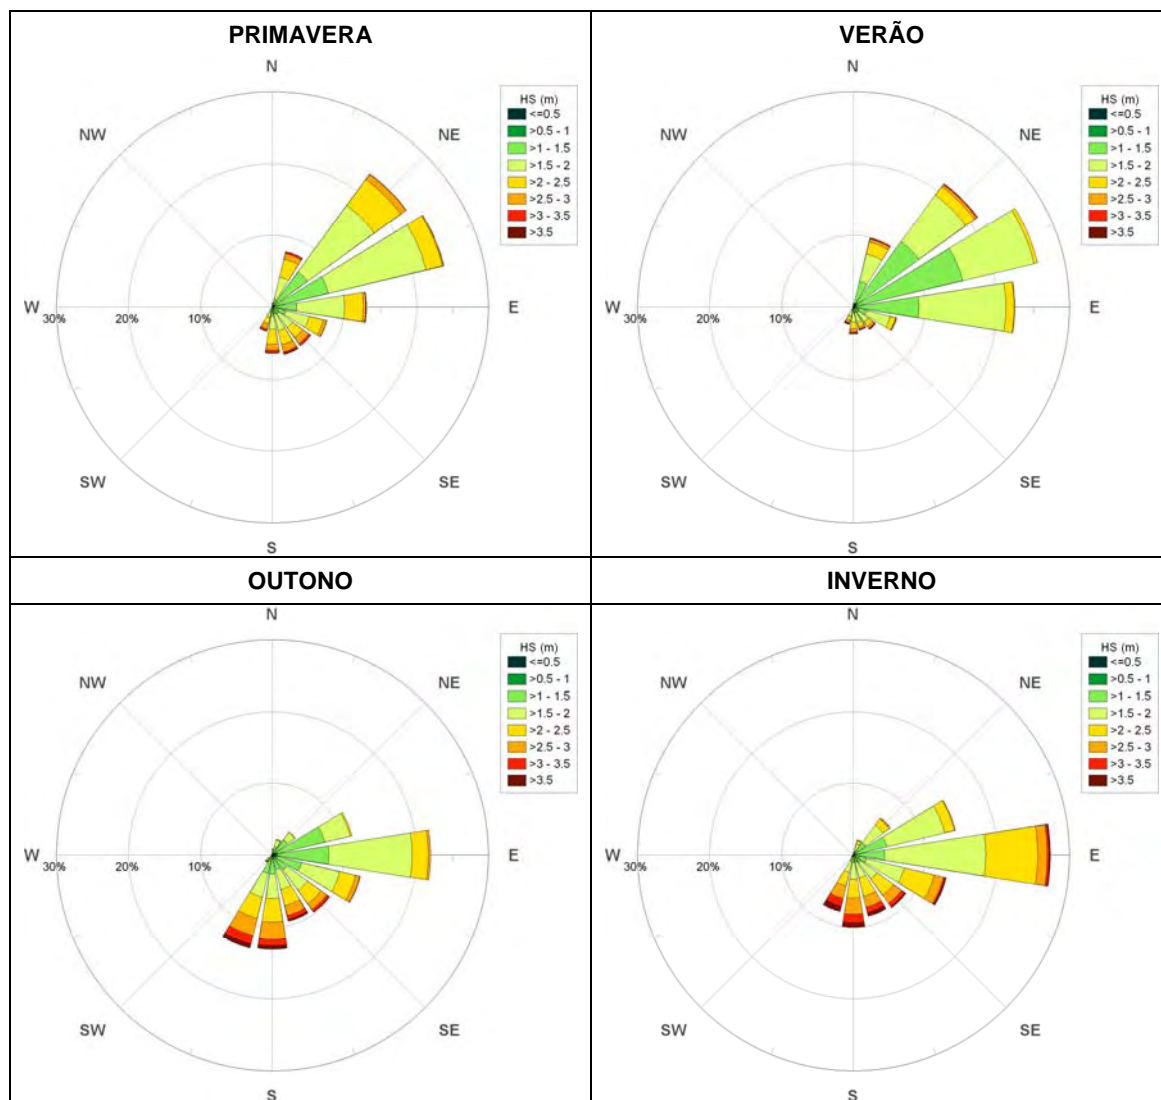 PRIMAVERA
N
NW
NE
W
E
30%
20%
10%
SW
SE
S
HS (m)
<=0.5
>0.5 - 1
>1 - 1.5
>1.5 - 2
>2 - 2.5
>2.5 - 3
>3 - 3.5
>3.5
VERÃO
N
NW
NE
W
E
30%
20%
10%
SW
SE
S
HS (m)
<=0.5
>0.5 - 1
>1 - 1.5
>1.5 - 2
>2 - 2.5
>2.5 - 3
>3 - 3.5
>3.5
OUTONO
N
NW
NE
W
E
30%
20%
10%
SW
SE
S
HS (m)
<=0.5
>0.5 - 1
>1 - 1.5
>1.5 - 2
>2 - 2.5
>2.5 - 3
>3 - 3.5
>3.5
INVERNO
N
NW
NE
W
E
30%
20%
10%
SW
SE
S
HS (m)
<=0.5
>0.5 - 1
>1 - 1.5
>1.5 - 2
>2 - 2.5
>2.5 - 3
>3 - 3.5
>3.5